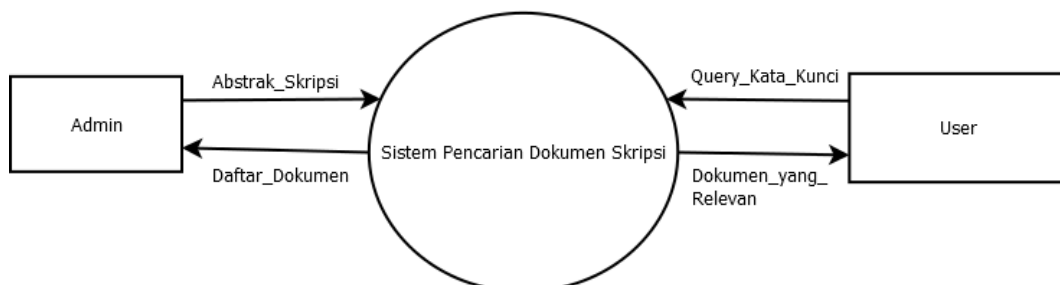 Admin
Abstrak_Skripsi
Daftar_Dokumen
Sistem Pencarian Dokumen Skripsi
Query_Kata_Kunci
Dokumen_yang_
Relevan
User